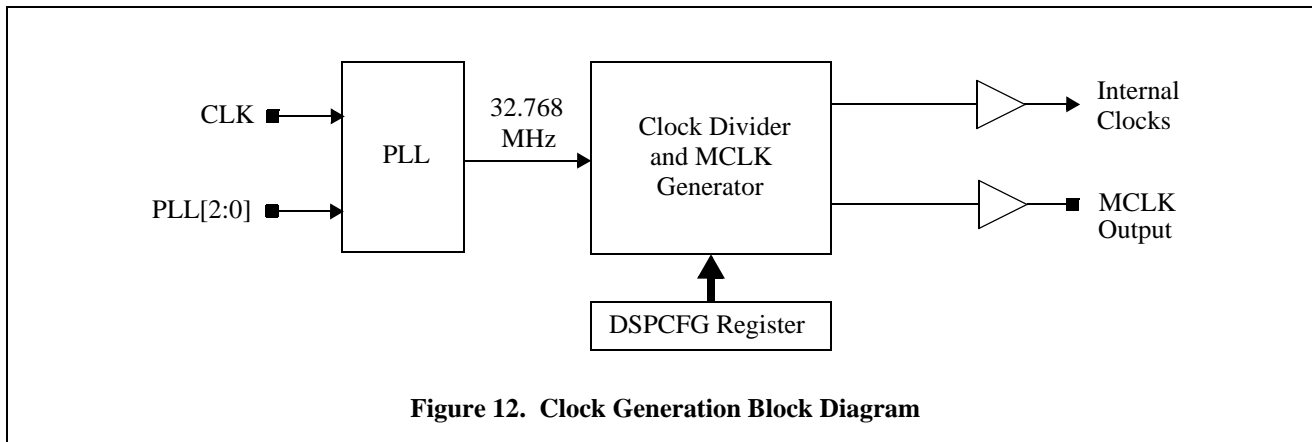 CLK
PLL[2:0]
PLL
32.768
MHz
Clock Divider
and MCLK
Generator
Internal
Clocks
MCLK
Output
DSPCFG Register
Figure 12. Clock Generation Block Diagram